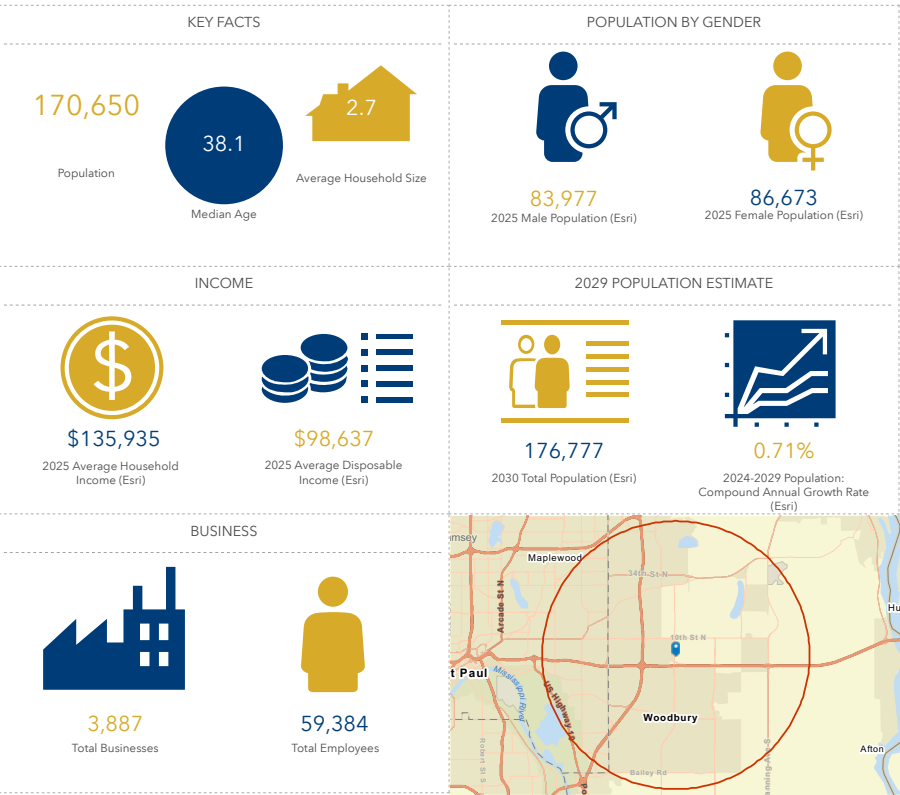 KEY FACTS
170,650
Population
38.1
Median Age
2.7
Average Household Size
POPULATION BY GENDER
83,977
2025 Male Population (Esri)
86,673
2025 Female Population (Esri)
INCOME
$135,935
2025 Average Household
Income (Esri)
$98,637
2025 Average Disposable
Income (Esri)
2029 POPULATION ESTIMATE
176,777
2030 Total Population (Esri)
0.71%
2024-2029 Population:
Compound Annual Growth Rate
(Esri)
BUSINESS
3,887
Total Businesses
59,384
Total Employees
msey
Maplewood
34th St N
Arcade St N
Hu
10th St N
t Paul
Mississippi River
US Highway 10
Woodbury
Afton
Robert St S
Bailey Rd